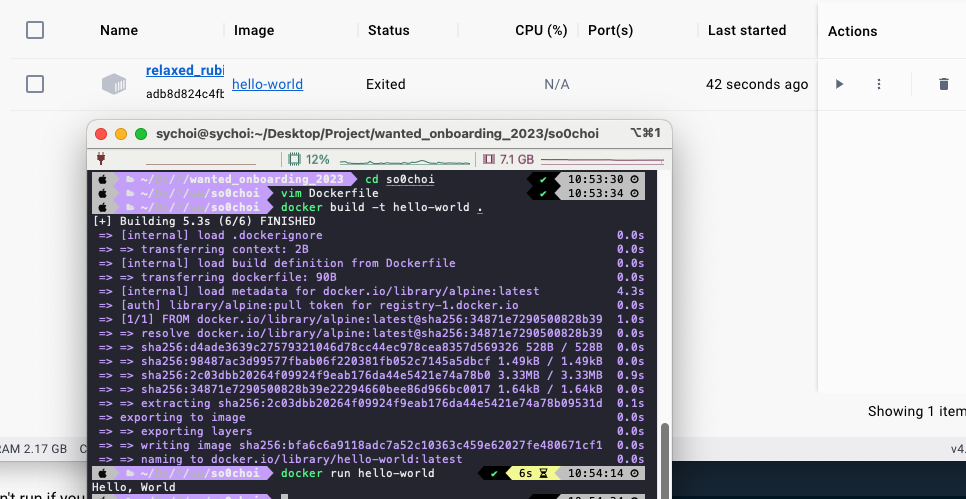 Name Image Status CPU (%) Port(s) Last started Actions
relaxed_rubi
adb8d824c4fb hello-world Exited N/A 42 seconds ago
sychoi@sychoi:~/Desktop/Project/wanted_onboarding_2023/so0choi ⌥⌘1
12% 7.1 GB
~/ / /wanted_onboarding_2023 cd so0choi ✔ 10:53:30
~/ / / /so0choi vim Dockerfile ✔ 10:53:34
~/ / / /so0choi docker build -t hello-world .
[+] Building 5.3s (6/6) FINISHED
=> [internal] load .dockerignore 0.0s
=> => transferring context: 2B 0.0s
=> [internal] load build definition from Dockerfile 0.0s
=> => transferring dockerfile: 90B 0.0s
=> [internal] load metadata for docker.io/library/alpine:latest 4.3s
=> [auth] library/alpine:pull token for registry-1.docker.io 0.0s
=> [1/1] FROM docker.io/library/alpine:latest@sha256:34871e7290500828b39 1.0s
=> => resolve docker.io/library/alpine:latest@sha256:34871e7290500828b39 0.0s
=> => sha256:d4ade3639c27579321046d78cc44ec978cea8357d569326 528B / 528B 0.0s
=> => sha256:98487ac3d99577fbab06f220381fb052c7145a5dbcf 1.49kB / 1.49kB 0.0s
=> => sha256:2c03dbb20264f09924f9eab176da44e5421e74a78b0 3.33MB / 3.33MB 0.9s
=> => sha256:34871e7290500828b39e22294660bee86d966bc0017 1.64kB / 1.64kB 0.0s
=> => extracting sha256:2c03dbb20264f09924f9eab176da44e5421e74a78b09531d 0.1s
=> exporting to image 0.0s
=> => exporting layers 0.0s
=> => writing image sha256:bfa6c6a9118adc7a52c10363c459e62027fe480671cf1 0.0s
=> => naming to docker.io/library/hello-world:latest 0.0s
~/ / / /so0choi docker run hello-world ✔ 6s 10:54:14
Hello, World
Showing 1 item
RAM 2.17 GB C
v4.
n't run if you